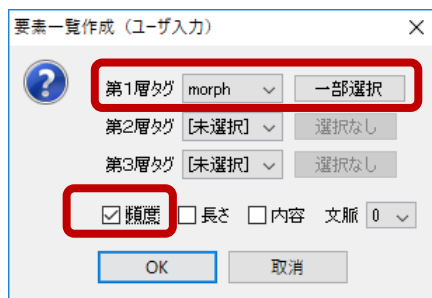 要素一覧作成（ユーザ入力）
第1層タグ morph 一部選択
第2層タグ [未選択] 選択なし
第3層タグ [未選択] 選択なし
頻度 長さ 内容 文脈 0
OK 取消